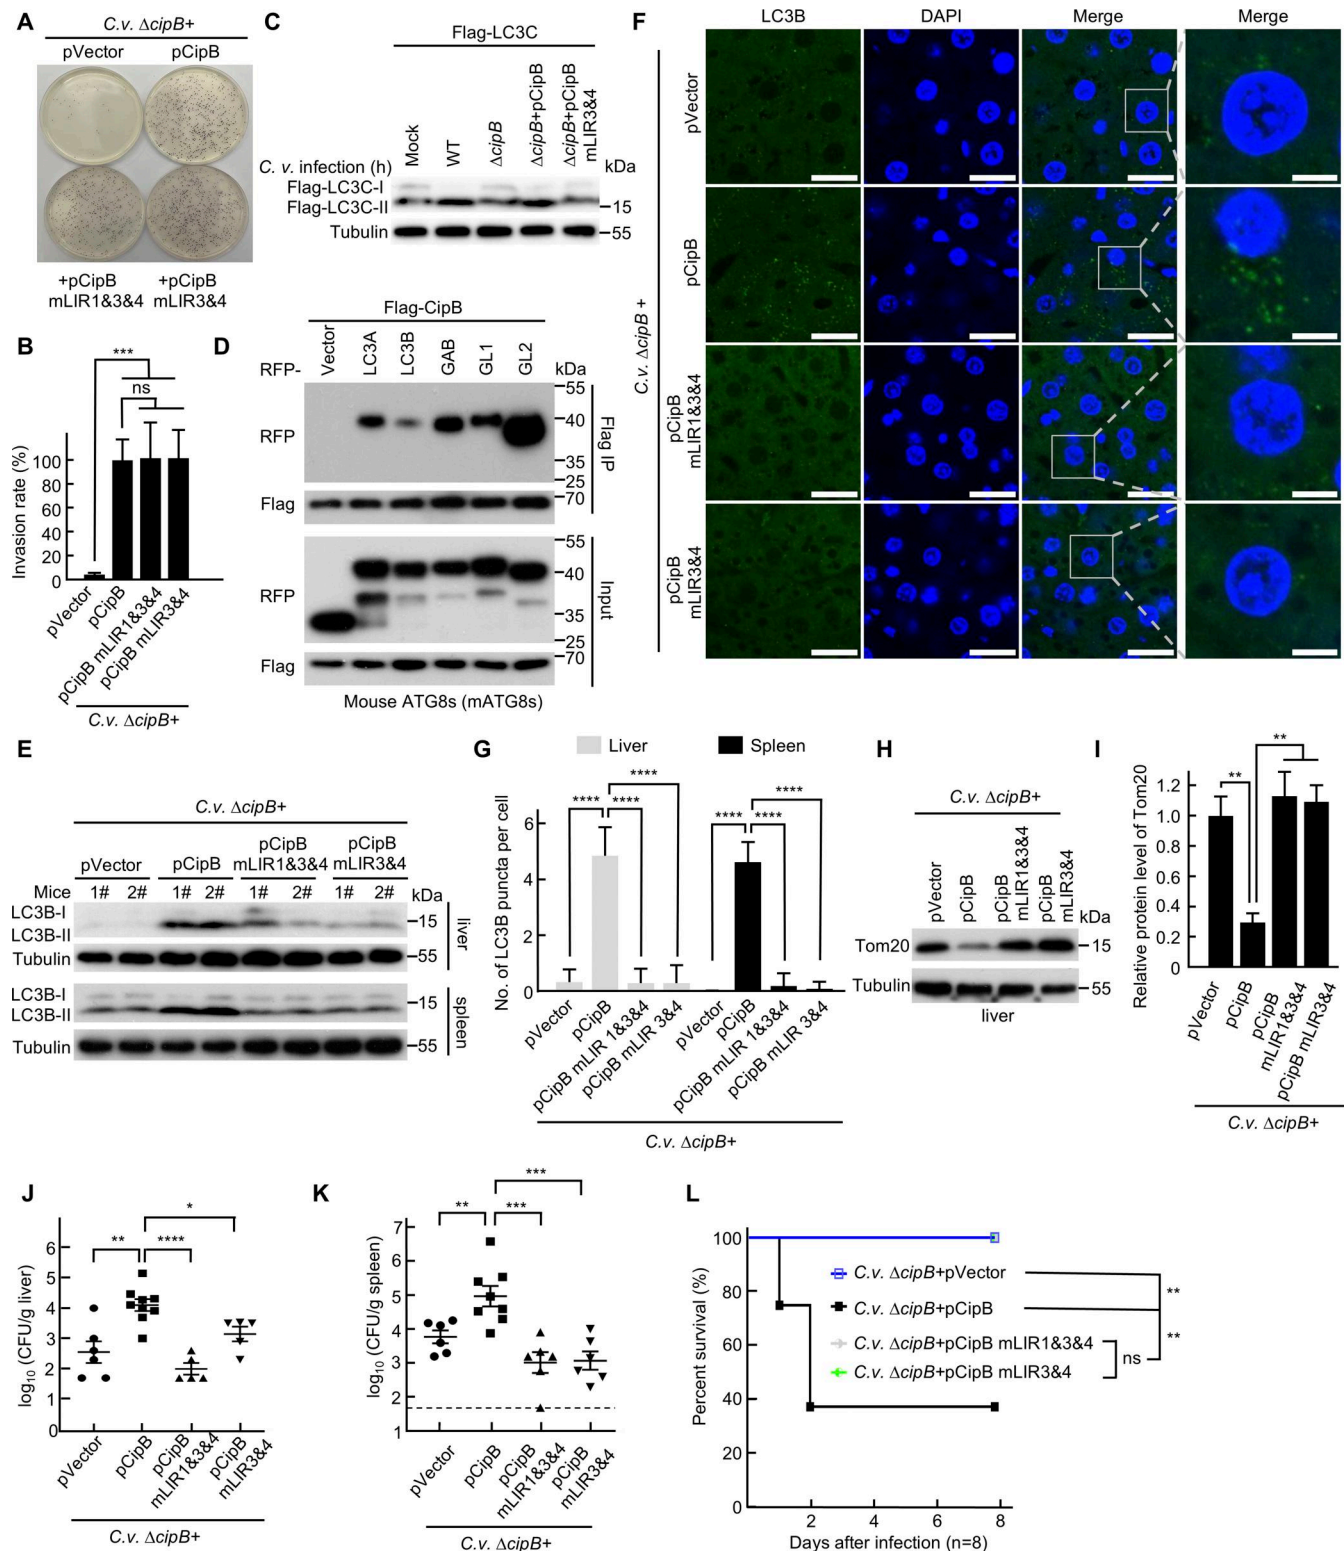 A
C.v. ΔcipB+
pVector pCipB
+pCipB +pCipB
mLIR1&3&4 mLIR3&4
B
Invasion rate (%)
***
ns
100
80
60
40
20
0
pVector
pCipB
pCipB mLIR1&3&4
pCipB mLIR3&4
C.v. ΔcipB+
C
Flag-LC3C
Mock
WT
ΔcipB
ΔcipB+pCipB
ΔcipB+pCipB
mLIR3&4
C. v. infection (h) kDa
Flag-LC3C-I
Flag-LC3C-II 15
Tubulin 55
D
Flag-CipB
RFP- Vector LC3A LC3B GAB GL1 GL2 kDa
55
RFP 40
35
25
Flag 70
Flag IP
55
RFP 40
35
25
Flag 70
Input
Mouse ATG8s (mATG8s)
E
C.v. ΔcipB+
pVector pCipB pCipB mLIR1&3&4 pCipB mLIR3&4
Mice 1# 2# 1# 2# 1# 2# 1# 2# kDa
LC3B-I
LC3B-II 15
Tubulin 55
liver
LC3B-I
LC3B-II 15
Tubulin 55
spleen
F
LC3B DAPI Merge Merge
C.v. ΔcipB +
pVector
pCipB
pCipB
mLIR1&3&4
pCipB
mLIR3&4
G
Liver Spleen
No. of LC3B puncta per cell
**** **** **** **** **** ****
6
4
2
0
pVector
pCipB
pCipB mLIR 1&3&4
pCipB mLIR 3&4
pVector
pCipB
pCipB mLIR 1&3&4
pCipB mLIR 3&4
C.v. ΔcipB+
H
C.v. ΔcipB+
pVector
pCipB
pCipB
mLIR1&3&4
pCipB
mLIR3&4
kDa
Tom20 15
Tubulin 55
liver
I
Relative protein level of Tom20
** **
1.2
1.0
0.8
0.6
0.4
0.2
0
pVector
pCipB
pCipB
mLIR1&3&4
pCipB mLIR3&4
C.v. ΔcipB+
J
log10 (CFU/g liver)
*
** ****
6
5
4
3
2
1
0
pVector
pCipB
pCipB
mLIR1&3&4
pCipB
mLIR3&4
C.v. ΔcipB+
K
log10 (CFU/g spleen)
***
** ***
7
6
5
4
3
2
1
pVector
pCipB
pCipB
mLIR1&3&4
pCipB
mLIR3&4
C.v. ΔcipB+
L
Percent survival (%)
100
80
60
40
20
0
C.v. ΔcipB+pVector
C.v. ΔcipB+pCipB
C.v. ΔcipB+pCipB mLIR1&3&4
C.v. ΔcipB+pCipB mLIR3&4
**
**
ns
2 4 6 8
Days after infection (n=8)